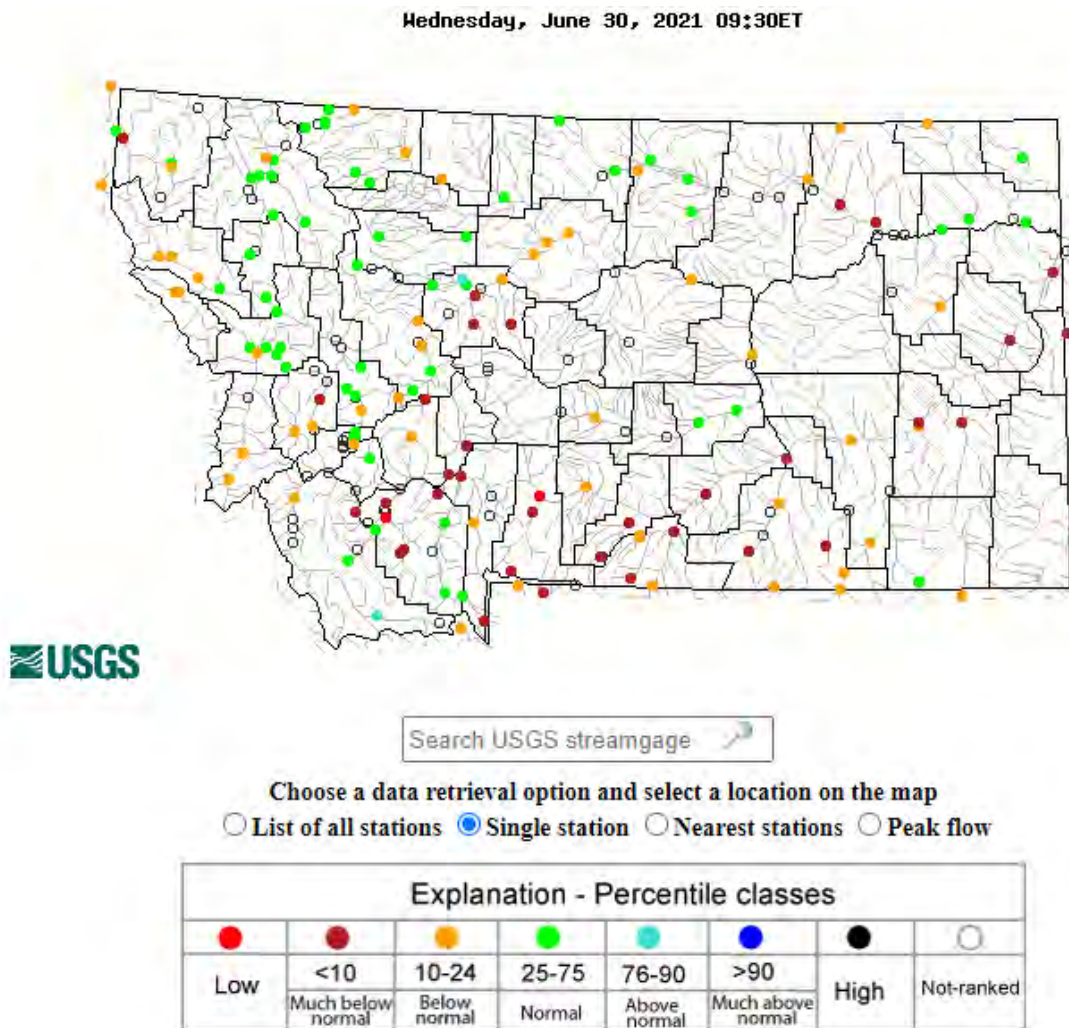 Wednesday, June 30, 2021 09:30ET
USGS
Search USGS streamgage
Choose a data retrieval option and select a location on the map
List of all stations Single station Nearest stations Peak flow
Explanation - Percentile classes
Low <10 10-24 25-75 76-90 >90 High Not-ranked
Much below normal Below normal Normal Above normal Much above normal